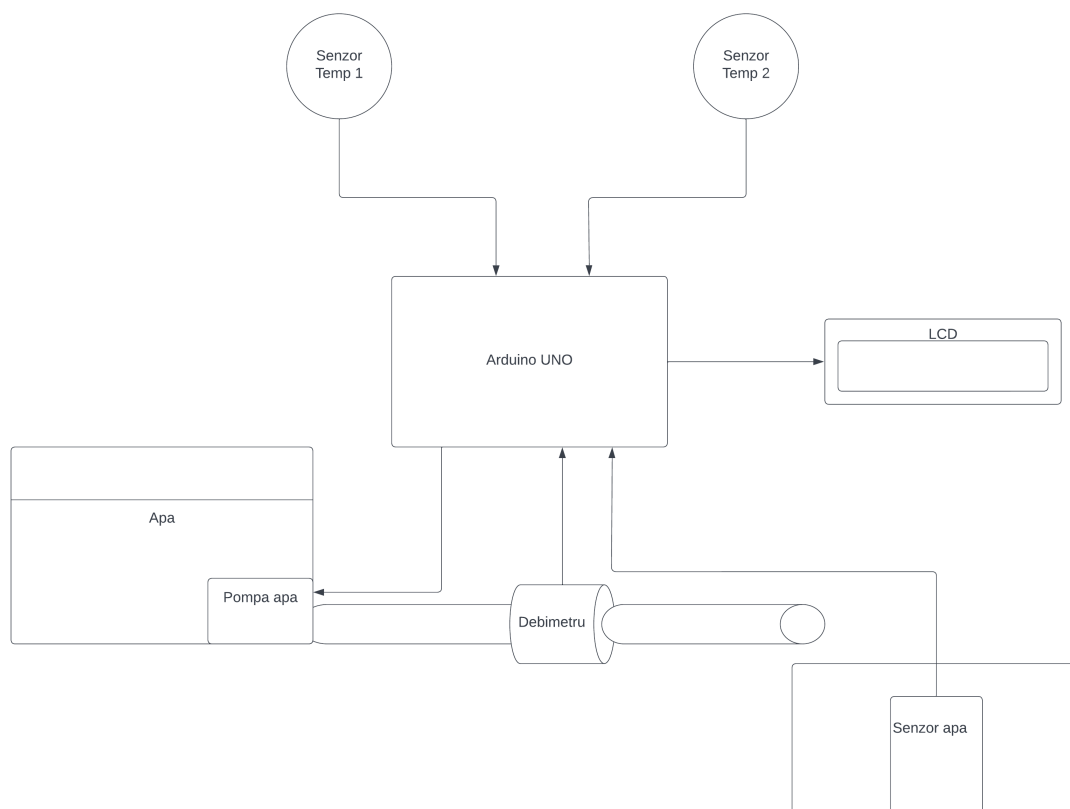 Senzor
Temp 1
Senzor
Temp 2
Arduino UNO
LCD
Apa
Pompa apa
Debimetru
Senzor apa